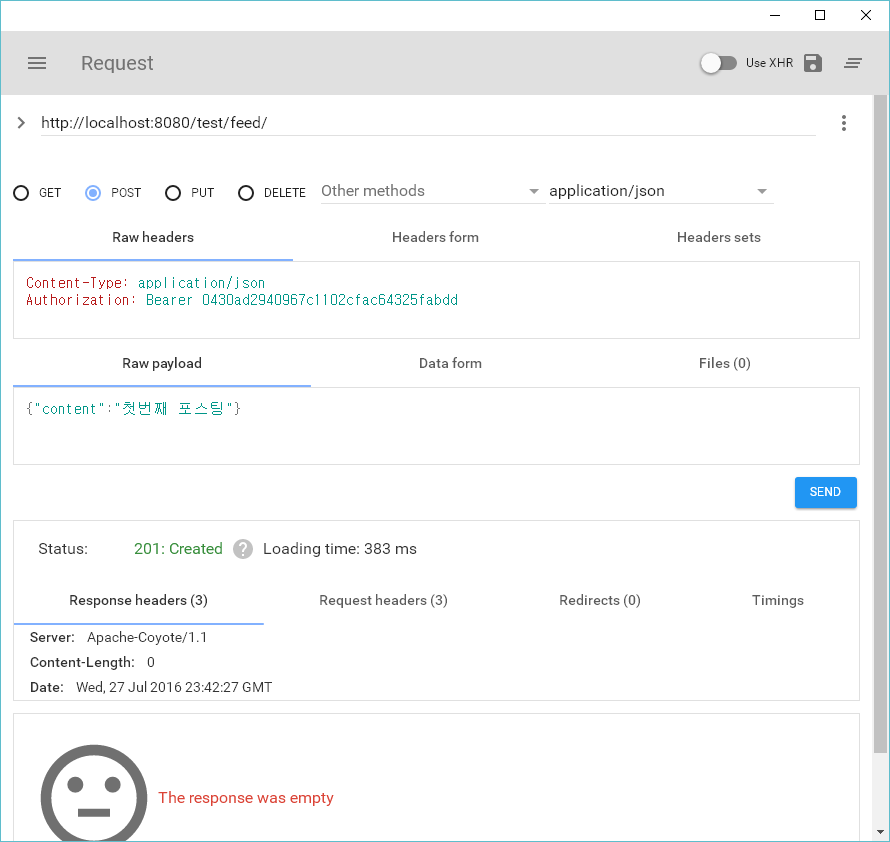 Request
Use XHR
http://localhost:8080/test/feed/
GET POST PUT DELETE Other methods application/json
Raw headers Headers form Headers sets
Content-Type: application/json
Authorization: Bearer 0430ad2940967c1102cfac64325fabdd
Raw payload Data form Files (0)
{"content":"첫번째 포스팅"}
SEND
Status: 201: Created ? Loading time: 383 ms
Response headers (3) Request headers (3) Redirects (0) Timings
Server: Apache-Coyote/1.1
Content-Length: 0
Date: Wed, 27 Jul 2016 23:42:27 GMT
The response was empty